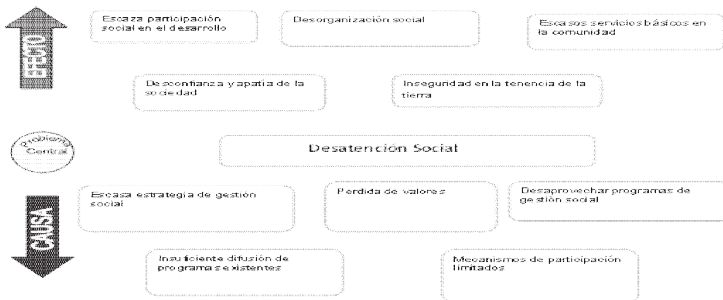 EFECTO
Escaza participación
social en el desarrollo
Desorganización social
Escasos servicios básicos en
la comunidad
Desconfianza y apatía de la
sociedad
Inseguridad en la tenencia de la
tierra
Problema
Central
Desatención Social
CAUSA
Escasa estrategia de gestión
social
Perdida de valores
Desaprovechar programas de
gestión social
Insuficiente difusión de
programas existentes
Mecanismos de participación
limitados